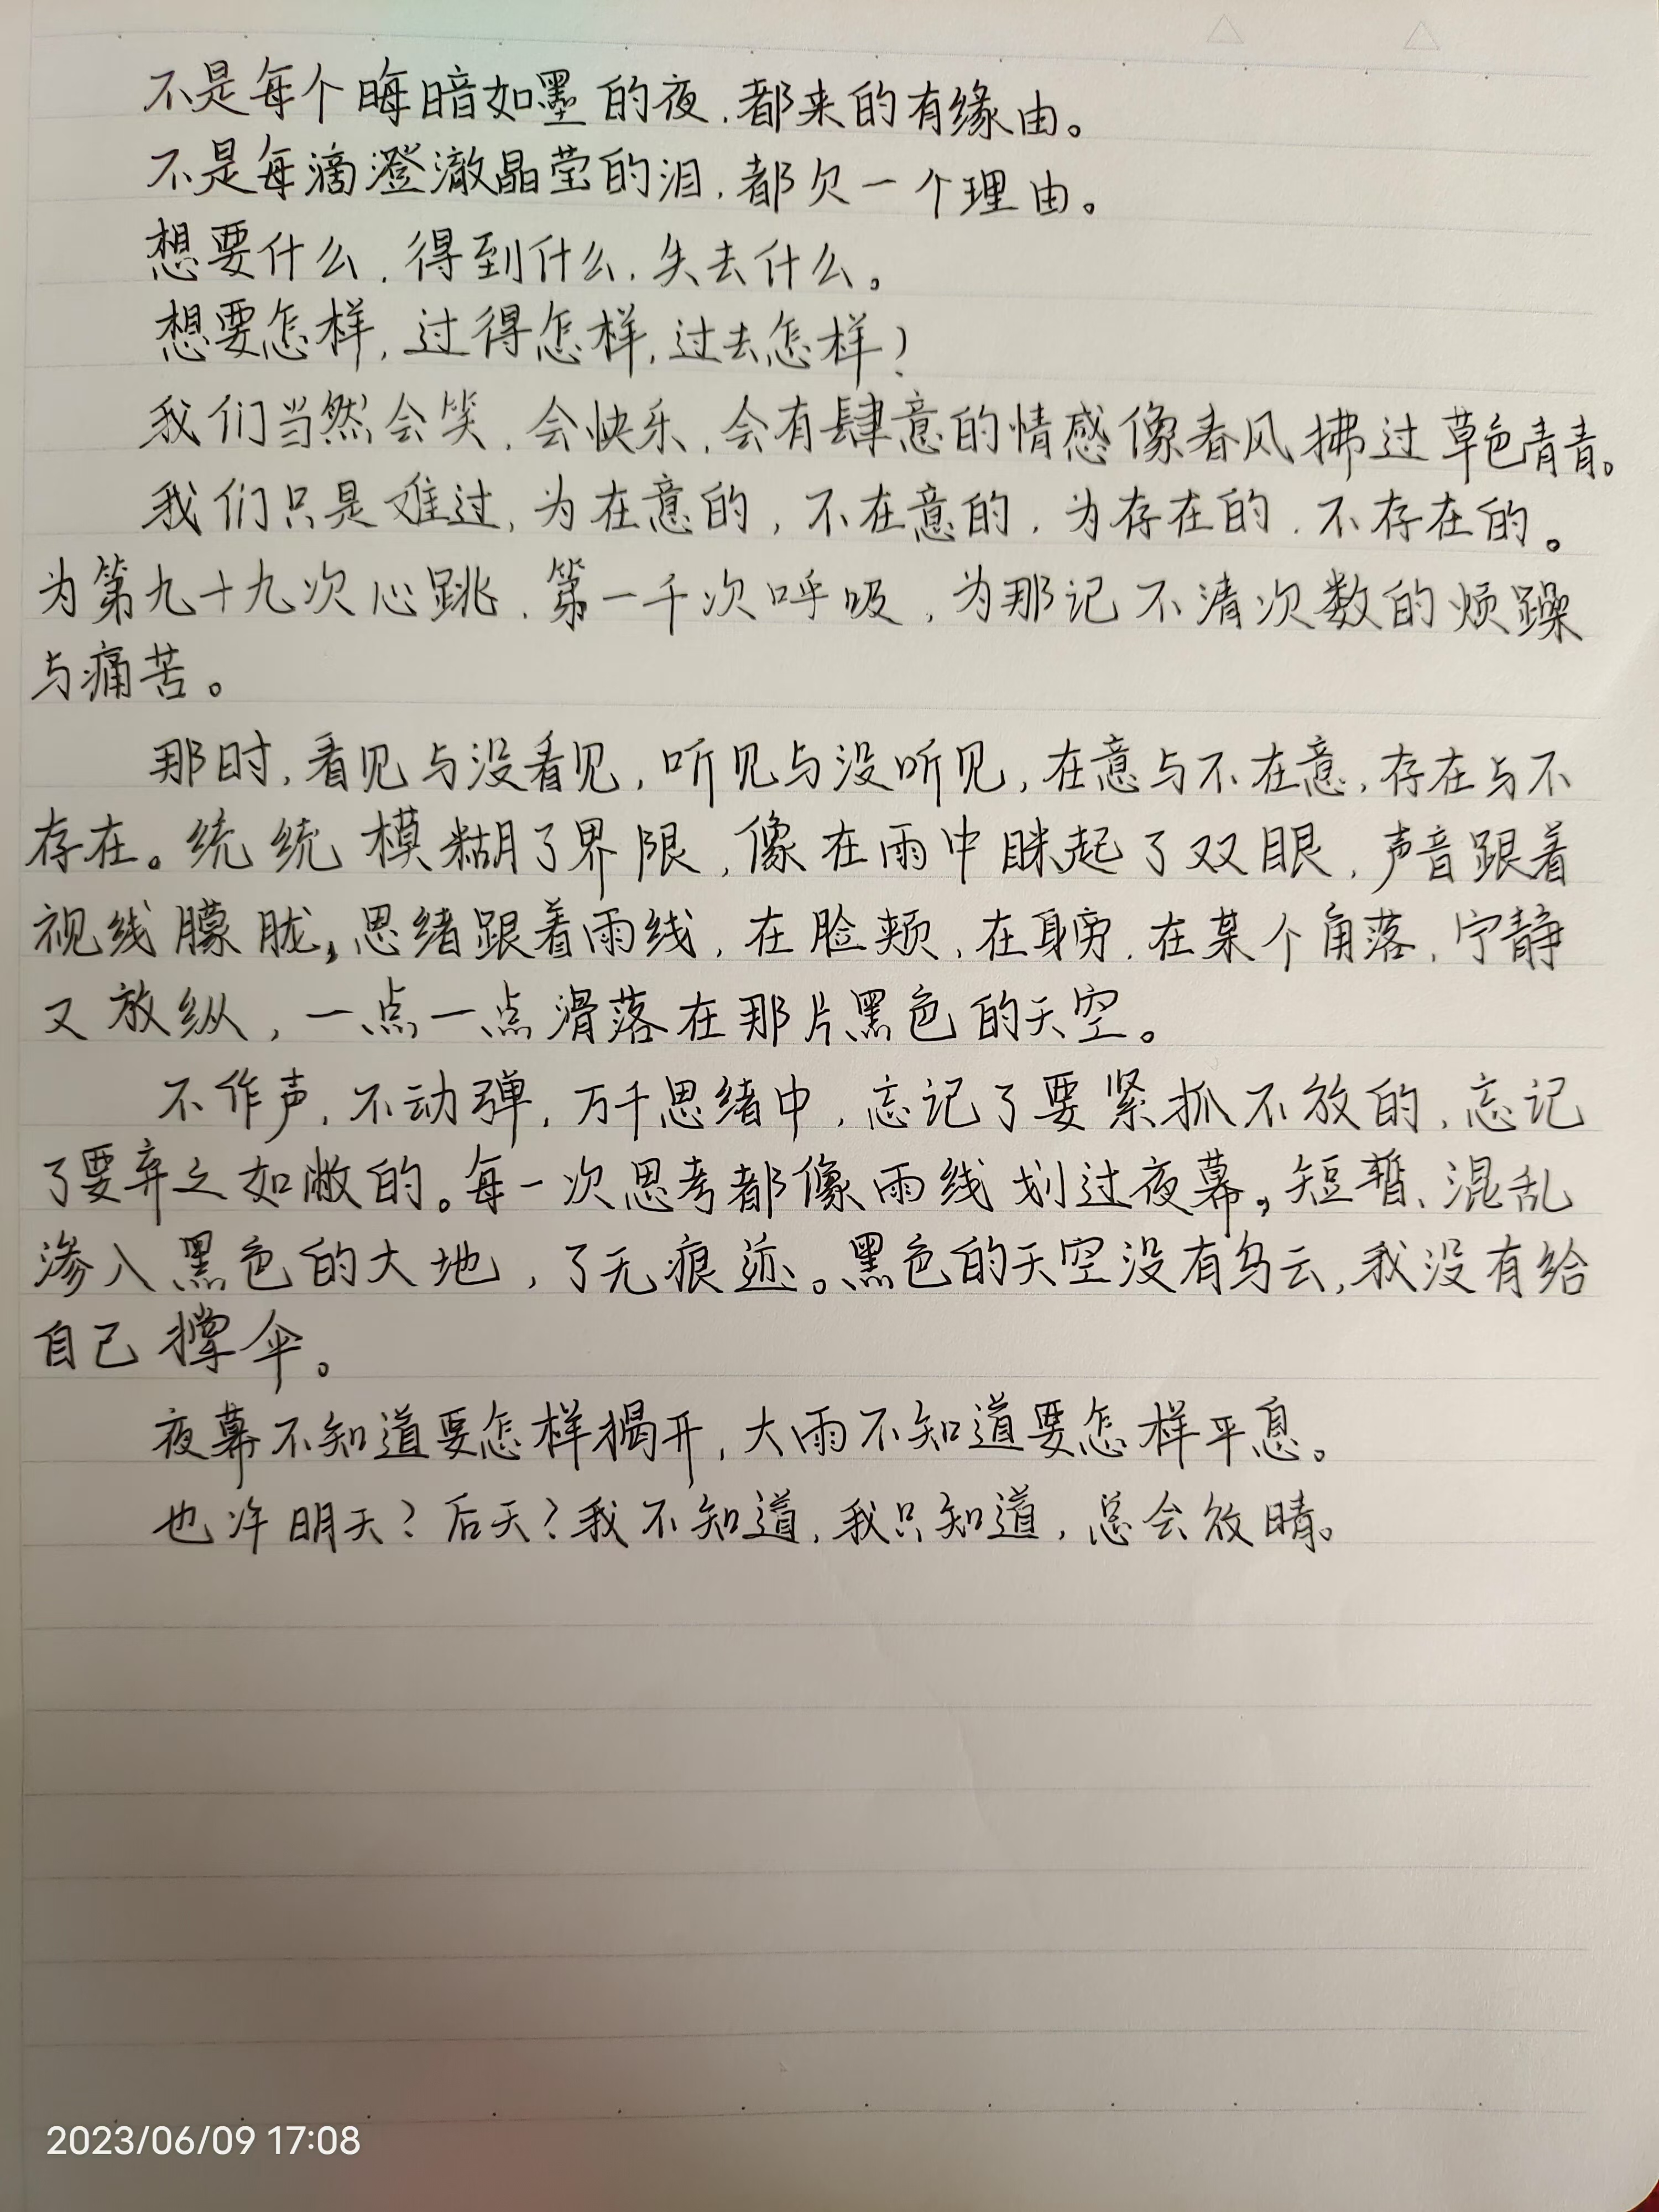 不是每个晦暗如墨的夜,都来的有缘由。
不是每滴澄澈晶莹的泪,都欠一个理由。
想要什么,得到什么,失去什么。
想要怎样,过得怎样,过去怎样?
我们当然会笑,会快乐,会有肆意的情感像春风拂过草色青青。
我们只是难过,为在意的,不在意的,为存在的,不存在的。
为第九十九次心跳,第一千次呼吸,为那记不清次数的烦躁
与痛苦。
那时,看见与没看见,听见与没听见,在意与不在意,存在与不
存在。统统模糊了界限,像在雨中眯起了双眼,声音跟着
视线朦胧,思绪跟着雨线,在脸颊,在身旁,在某个角落,宁静
又放纵,一点一点滑落在那片黑色的天空。
不作声,不动弹,万千思绪中,忘记了要紧抓不放的,忘记
了要弃之如敝的。每一次思考都像雨线划过夜幕,短暂、混乱
渗入黑色的大地,了无痕迹。黑色的天空没有乌云,我没有给
自己撑伞。
夜幕不知道要怎样揭开,大雨不知道要怎样平息。
也许明天?后天?我不知道,我只知道,总会放晴。
2023/06/09 17:08